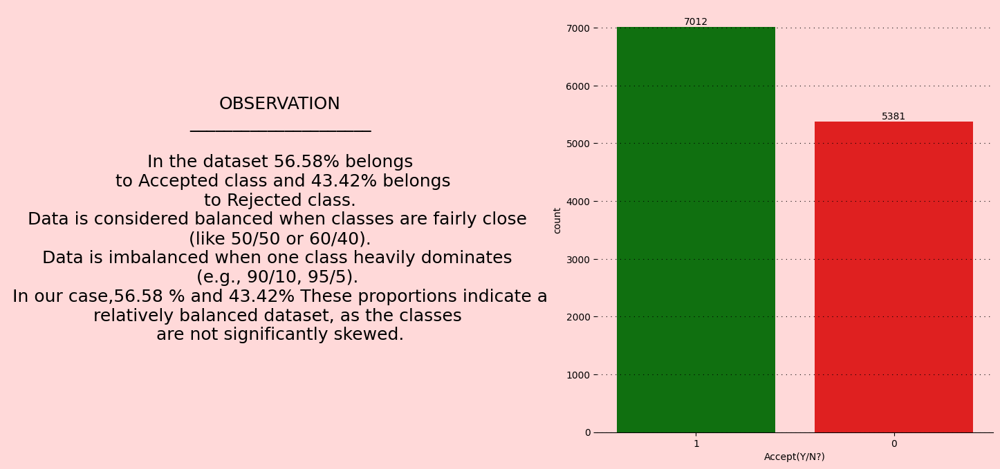 OBSERVATION
_____________________
In the dataset 56.58% belongs
to Accepted class and 43.42% belongs
to Rejected class.
Data is considered balanced when classes are fairly close
(like 50/50 or 60/40).
Data is imbalanced when one class heavily dominates
(e.g., 90/10, 95/5).
In our case,56.58 % and 43.42% These proportions indicate a
relatively balanced dataset, as the classes
are not significantly skewed.
7012
5381
7000
6000
5000
4000
3000
2000
1000
0
count
1
0
Accept(Y/N?)